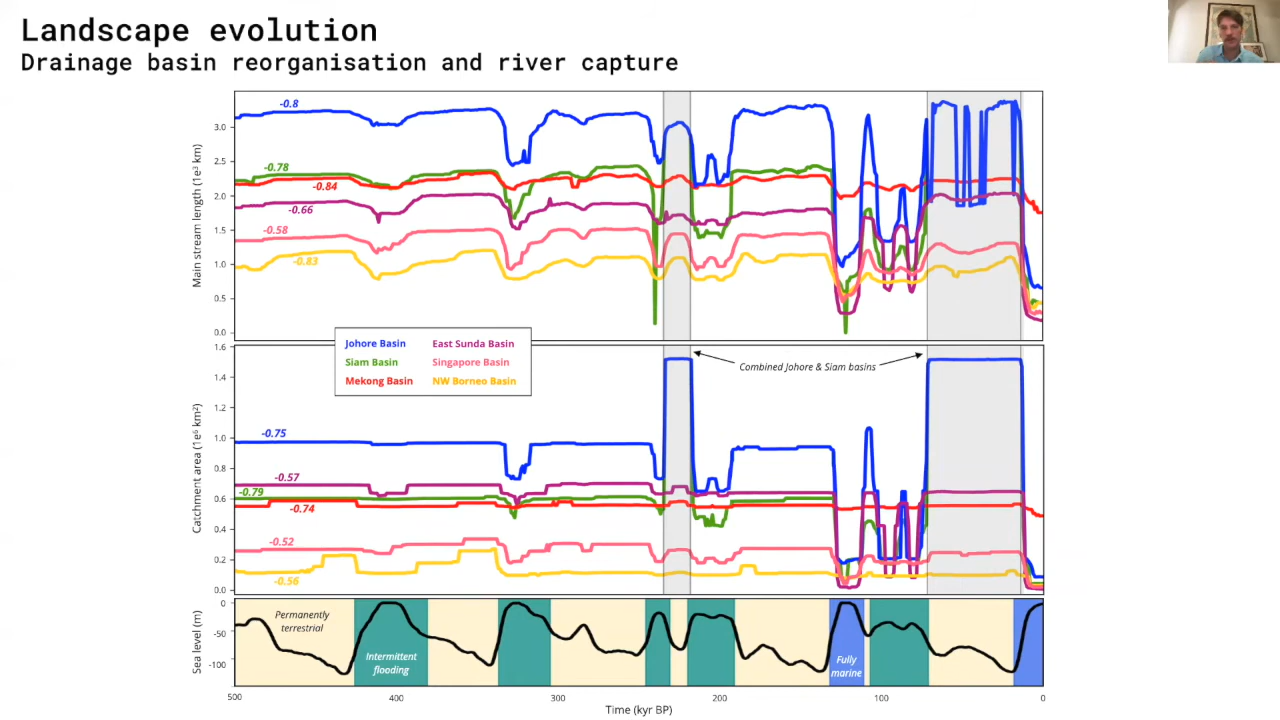 Landscape evolution
Drainage basin reorganisation and river capture
Main stream length (1e³ km)
3.0
2.5
2.0
1.5
1.0
0.5
0.0
-0.8
-0.78
-0.84
-0.66
-0.58
-0.83
Johore Basin
East Sunda Basin
Siam Basin
Singapore Basin
Mekong Basin
NW Borneo Basin
Combined Johore & Siam basins
Catchment area (1e⁶ km²)
1.6
1.4
1.2
1.0
0.8
0.6
0.4
0.2
0.0
-0.75
-0.57
-0.79
-0.74
-0.52
-0.56
Sea level (m)
0
-50
-100
Permanently
terrestrial
Intermittent
flooding
Fully
marine
500
400
300
200
100
0
Time (kyr BP)